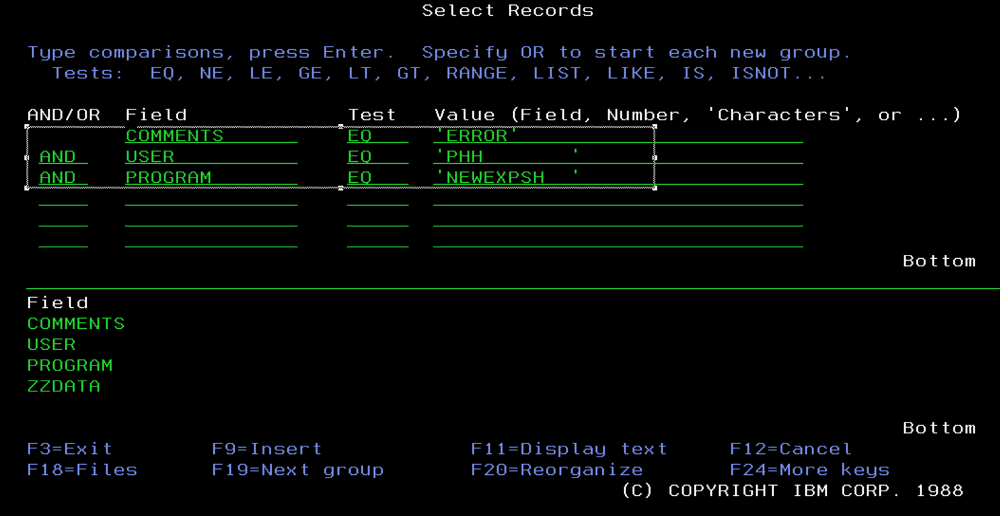 Select Records
Type comparisons, press Enter.  Specify OR to start each new group.
Tests:  EQ, NE, LE, GE, LT, GT, RANGE, LIST, LIKE, IS, ISNOT...
AND/OR  Field  Test  Value (Field, Number, 'Characters', or ...)
COMMENTS  EQ  'ERROR'
AND  USER  EQ  'PHH       '
AND  PROGRAM  EQ  'NEWEXPSH  '
Bottom
Field
COMMENTS
USER
PROGRAM
ZZDATA
Bottom
F3=Exit  F9=Insert  F11=Display text  F12=Cancel
F18=Files  F19=Next group  F20=Reorganize  F24=More keys
(C) COPYRIGHT IBM CORP. 1988